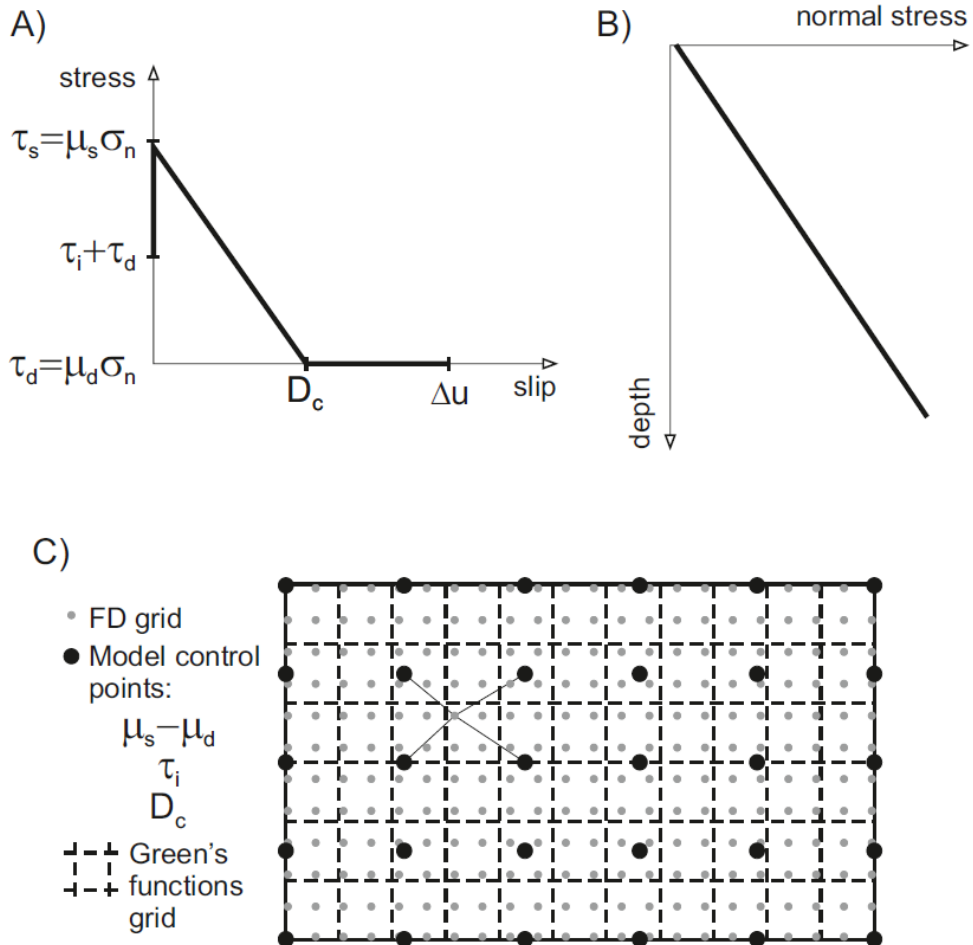 A)
stress
τs=μsσn
τi+τd
τd=μdσn
Dc
Δu
slip
B)
normal stress
depth
C)
FD grid
Model control
points:
μs−μd
τi
Dc
Green's
functions
grid